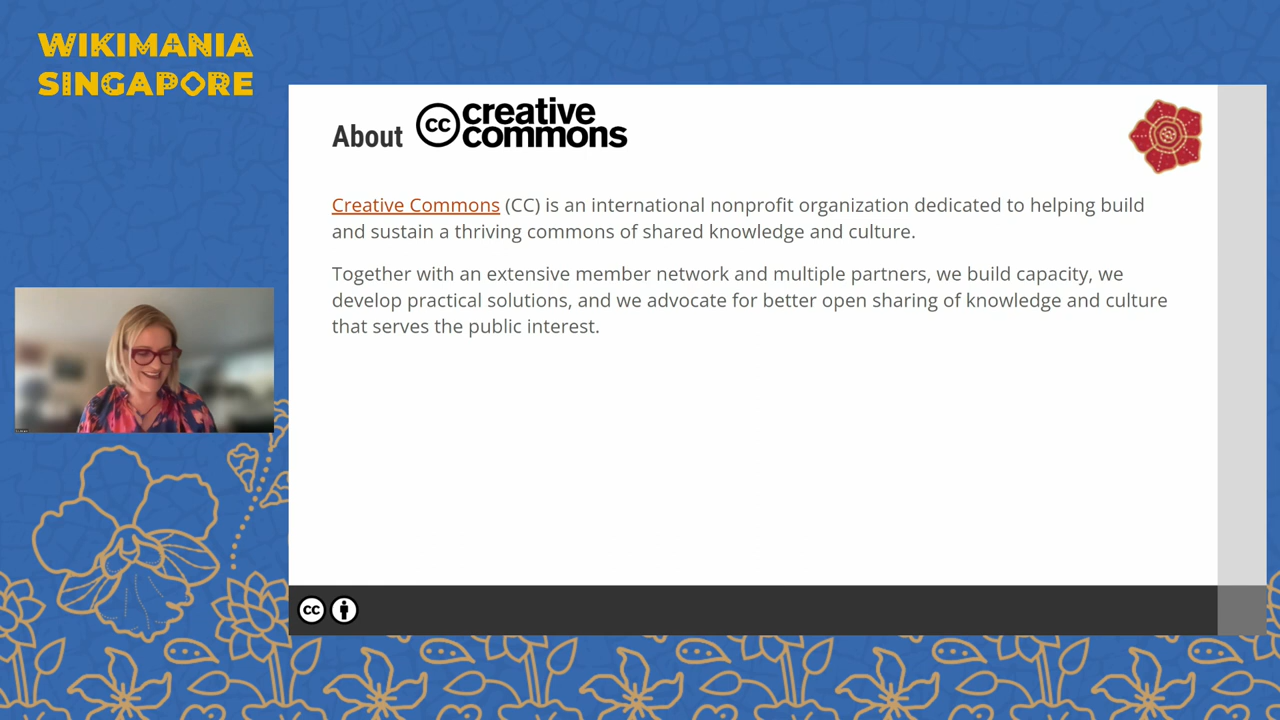 WIKIMANIA
SINGAPORE
About cc creative
commons
Creative Commons (CC) is an international nonprofit organization dedicated to helping build
and sustain a thriving commons of shared knowledge and culture.
Together with an extensive member network and multiple partners, we build capacity, we
develop practical solutions, and we advocate for better open sharing of knowledge and culture
that serves the public interest.
cc